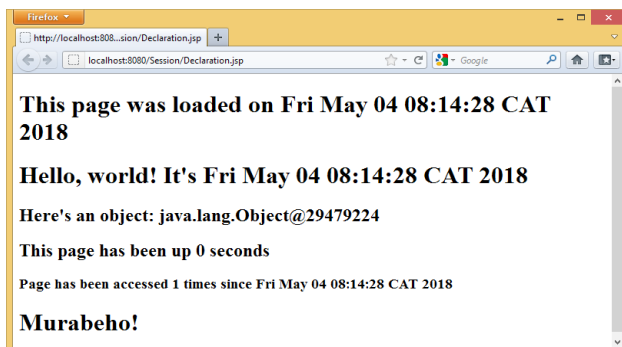 Firefox
http://localhost:808...sion/Declaration.jsp
localhost:8080/Session/Declaration.jsp
Google
This page was loaded on Fri May 04 08:14:28 CAT
2018
Hello, world! It's Fri May 04 08:14:28 CAT 2018
Here's an object: java.lang.Object@29479224
This page has been up 0 seconds
Page has been accessed 1 times since Fri May 04 08:14:28 CAT 2018
Murabeho!